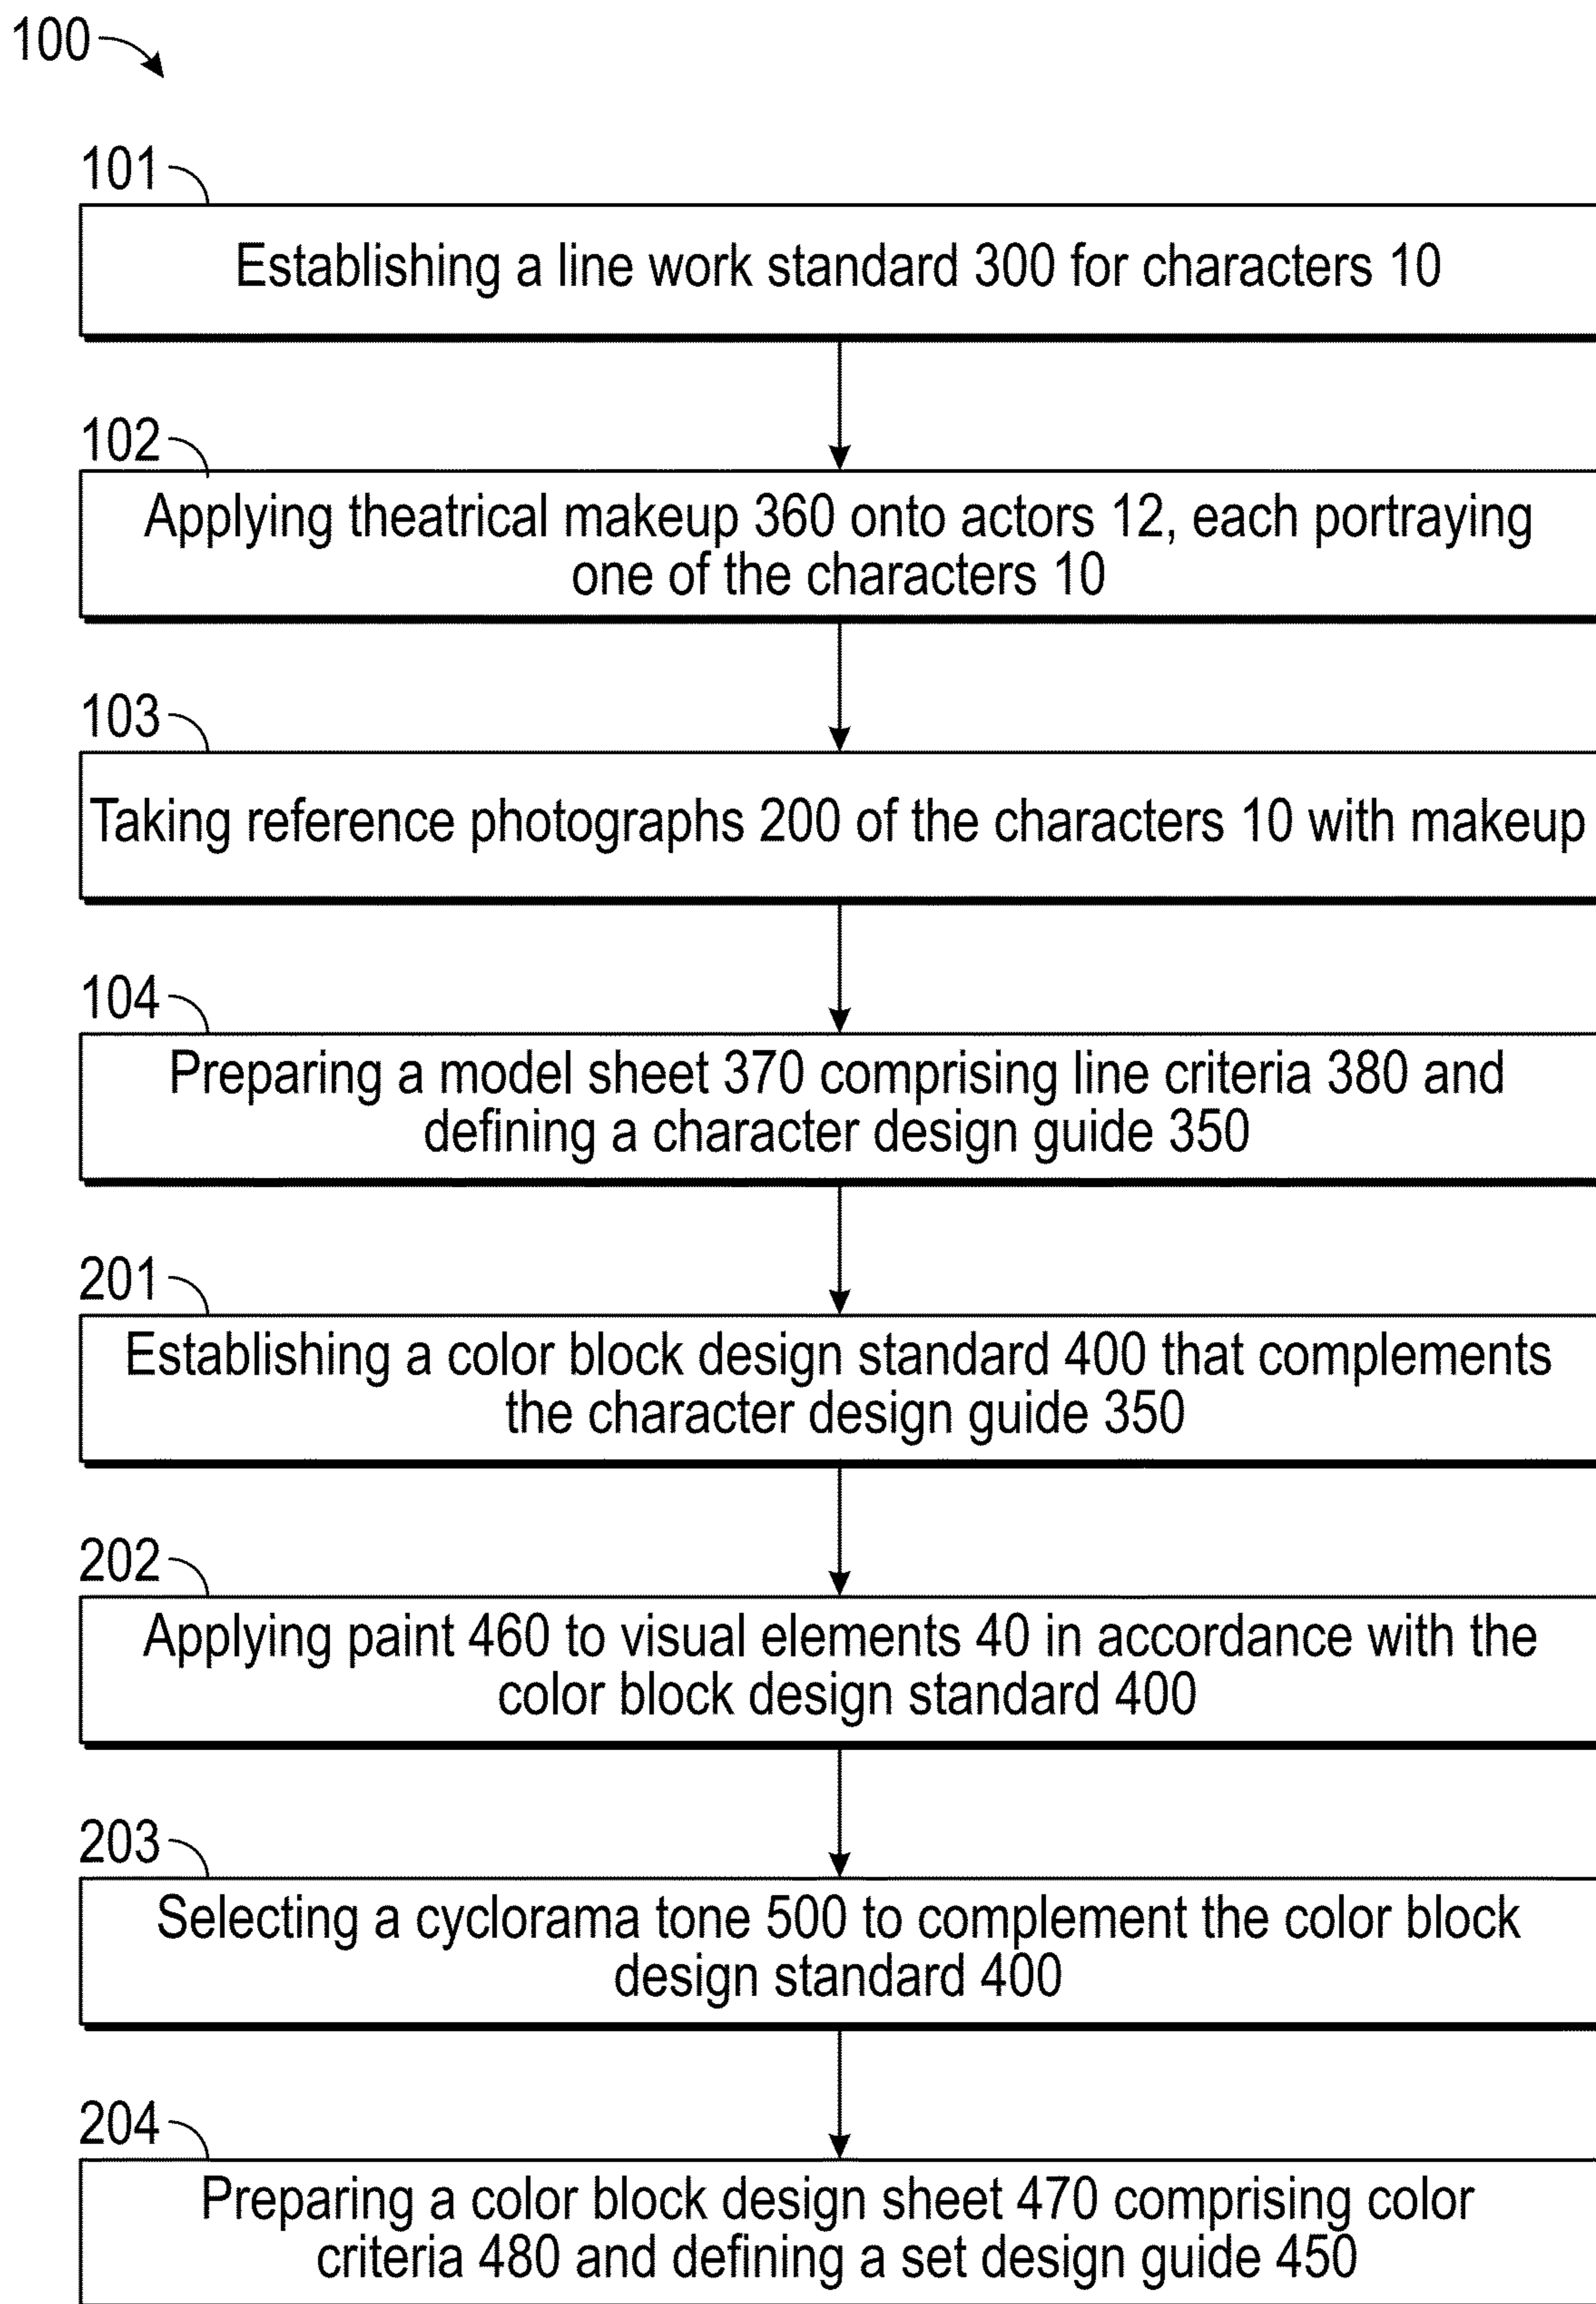 100
101
Establishing a line work standard 300 for characters 10
102
Applying theatrical makeup 360 onto actors 12, each portraying
one of the characters 10
103
Taking reference photographs 200 of the characters 10 with makeup
104
Preparing a model sheet 370 comprising line criteria 380 and
defining a character design guide 350
201
Establishing a color block design standard 400 that complements
the character design guide 350
202
Applying paint 460 to visual elements 40 in accordance with the
color block design standard 400
203
Selecting a cyclorama tone 500 to complement the color block
design standard 400
204
Preparing a color block design sheet 470 comprising color
criteria 480 and defining a set design guide 450